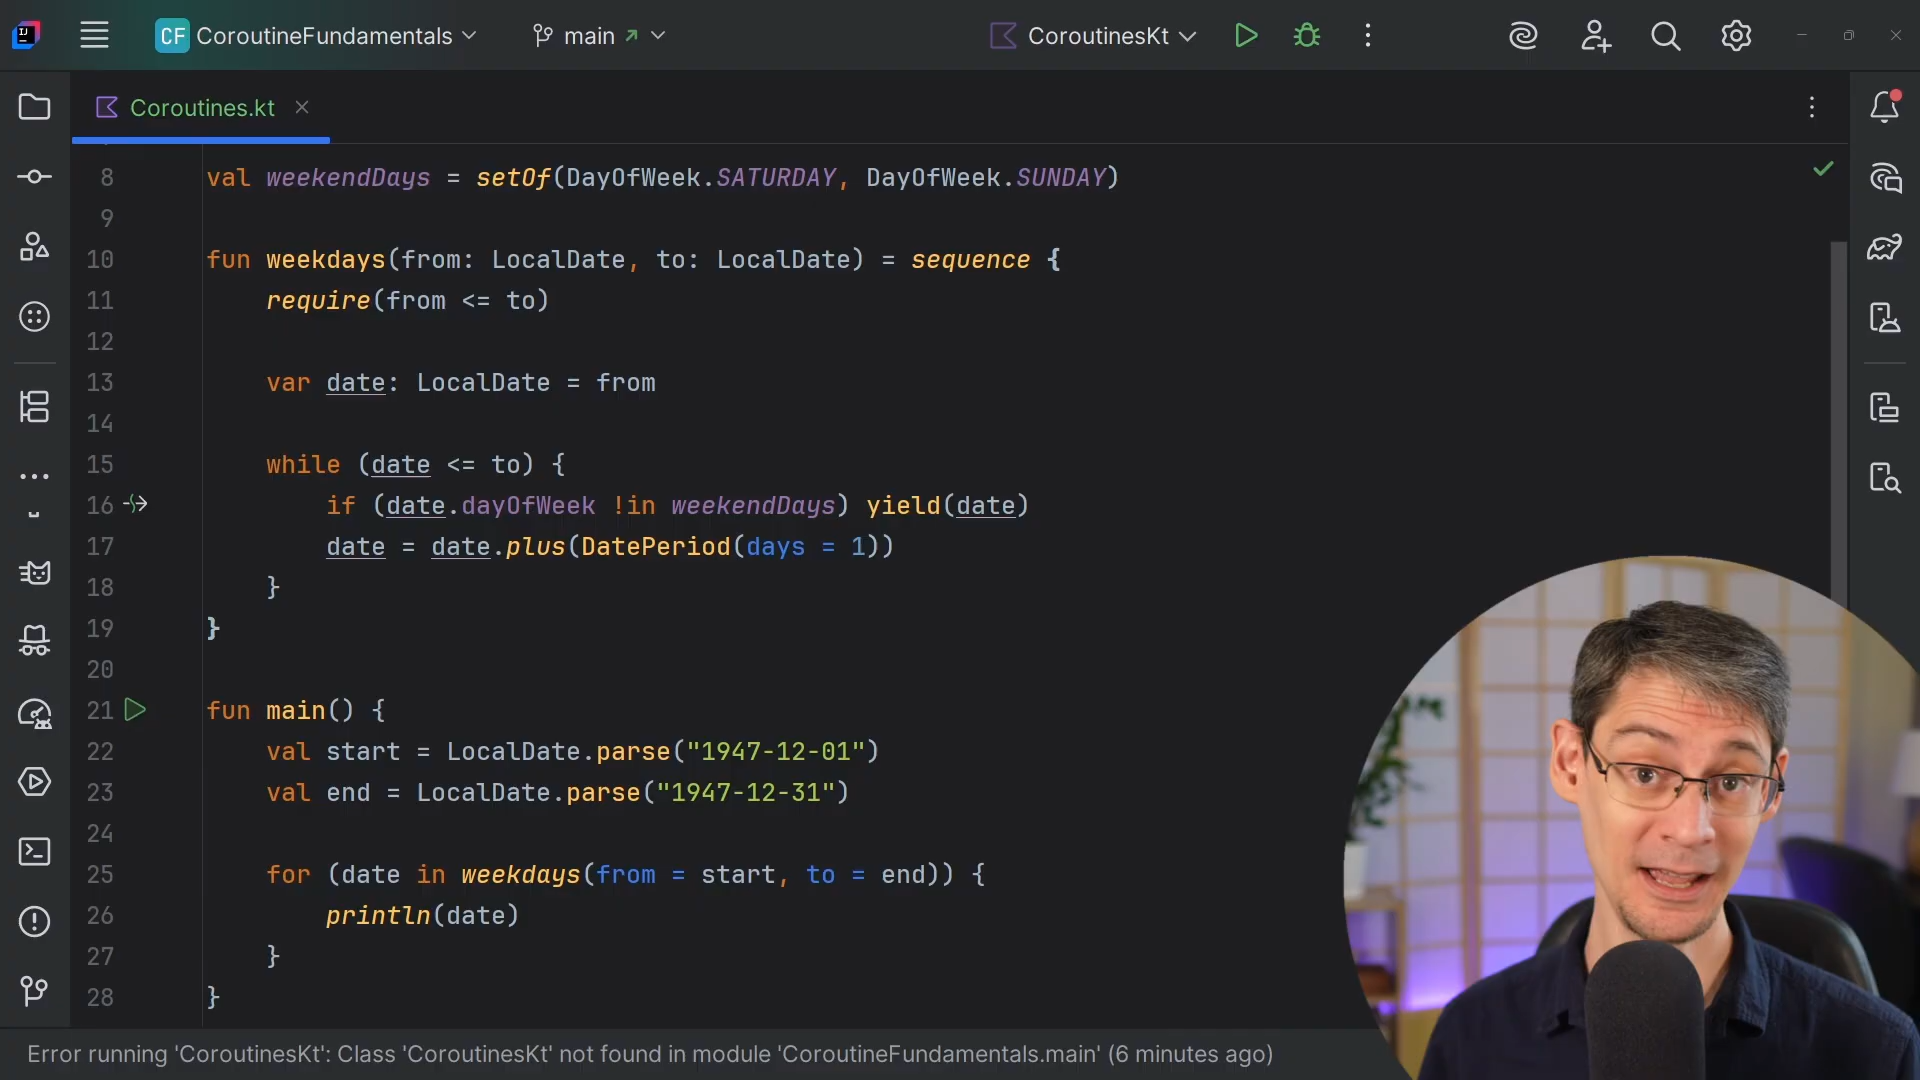 IJ
CF CoroutineFundamentals main CoroutinesKt
Coroutines.kt
8 val weekendDays = setOf(DayOfWeek.SATURDAY, DayOfWeek.SUNDAY)
9
10 fun weekdays(from: LocalDate, to: LocalDate) = sequence {
11 require(from <= to)
12
13 var date: LocalDate = from
14
15 while (date <= to) {
16 if (date.dayOfWeek !in weekendDays) yield(date)
17 date = date.plus(DatePeriod(days = 1))
18 }
19 }
20
21 fun main() {
22 val start = LocalDate.parse("1947-12-01")
23 val end = LocalDate.parse("1947-12-31")
24
25 for (date in weekdays(from = start, to = end)) {
26 println(date)
27 }
28 }
Error running 'CoroutinesKt': Class 'CoroutinesKt' not found in module 'CoroutineFundamentals.main' (6 minutes ago)